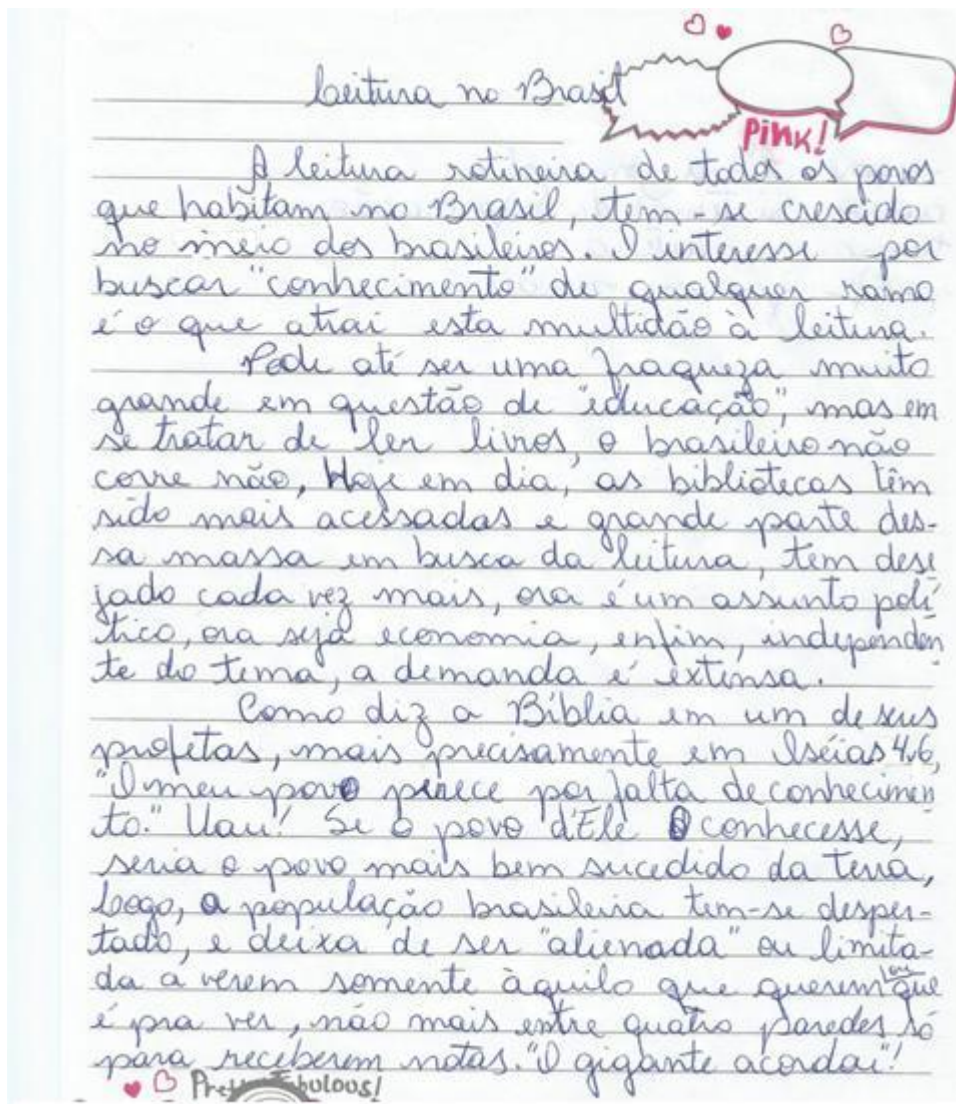 Leitura no Brasil
Pink!
A leitura rotineira de todos os povos
que habitam no Brasil, tem-se crescido
no meio dos brasileiros. O interesse por
buscar "conhecimento" de qualquer ramo
é o que atrai esta multidão à leitura.
Pode até ser uma fraqueza muito
grande em questão de "educação", mas em
se tratar de ler livros, o brasileiro não
corre não, Hoje em dia, as bibliotecas têm
sido mais acessadas e grande parte des-
sa massa em busca da leitura, tem dese
jado cada vez mais, ora é um assunto polí
tico, ora seja economia, enfim, independen
te do tema, a demanda é extensa.
Como diz a Bíblia em um de seus
profetas, mais precisamente em Oséias 4.6,
"O meu povo perece por falta de conhecimen
to." Uau! Se o povo d'Ele O conhecesse,
seria o povo mais bem sucedido da terra,
Logo, a população brasileira tem-se desper-
tado, e deixa de ser "alienada" ou limita-
da a verem somente àquilo que querem ou que
é pra ver, não mais entre quatro paredes só
para receberem notas. "O gigante acordou"!